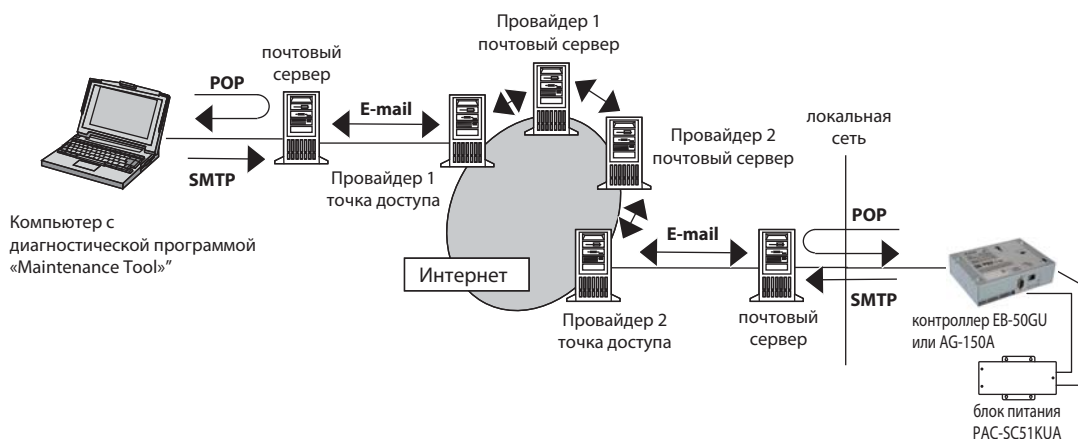 Провайдер 1
почтовый сервер
почтовый
сервер
POP
E-mail
SMTP
Провайдер 1
точка доступа
Провайдер 2
почтовый сервер
локальная
сеть
Компьютер с
диагностической программой
«Maintenance Tool»”
Интернет
E-mail
POP
SMTP
Провайдер 2
точка доступа
почтовый
сервер
контроллер EB-50GU
или AG-150A
блок питания
PAC-SC51KUA